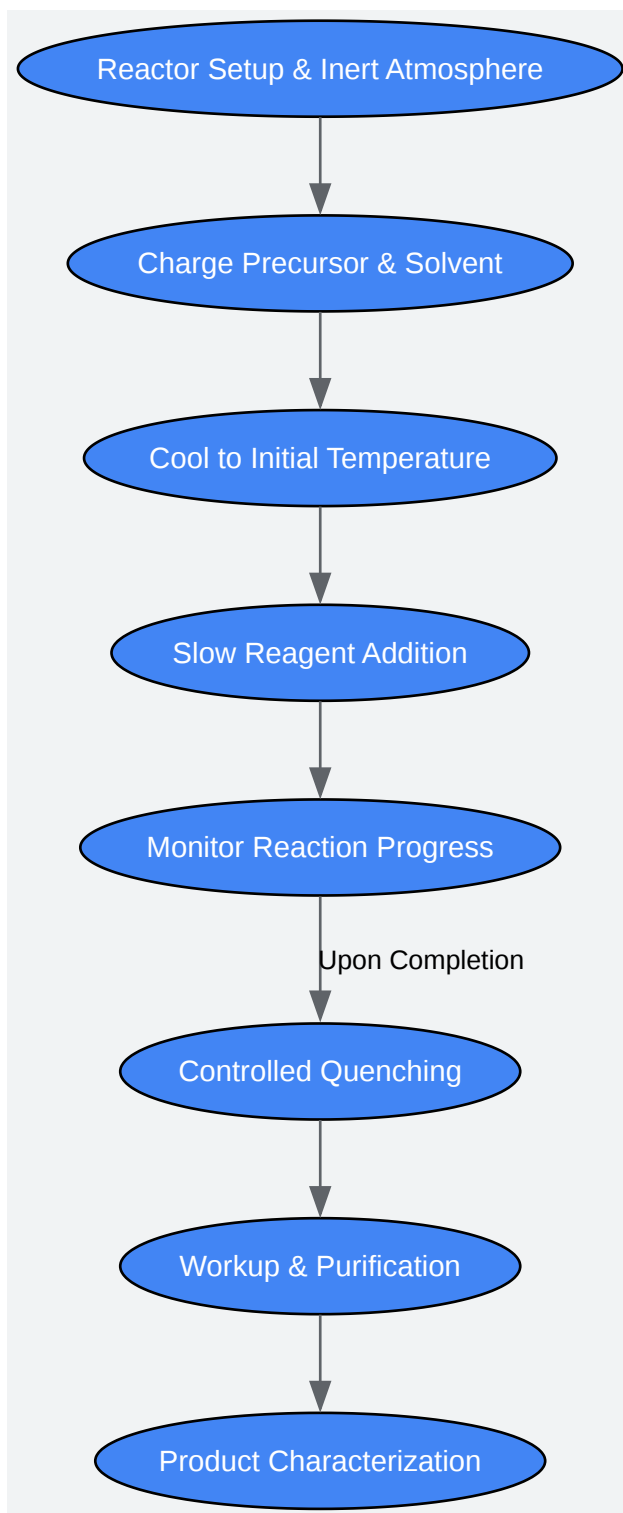 Reactor Setup & Inert Atmosphere
Charge Precursor & Solvent
Cool to Initial Temperature
Slow Reagent Addition
Monitor Reaction Progress
Upon Completion
Controlled Quenching
Workup & Purification
Product Characterization